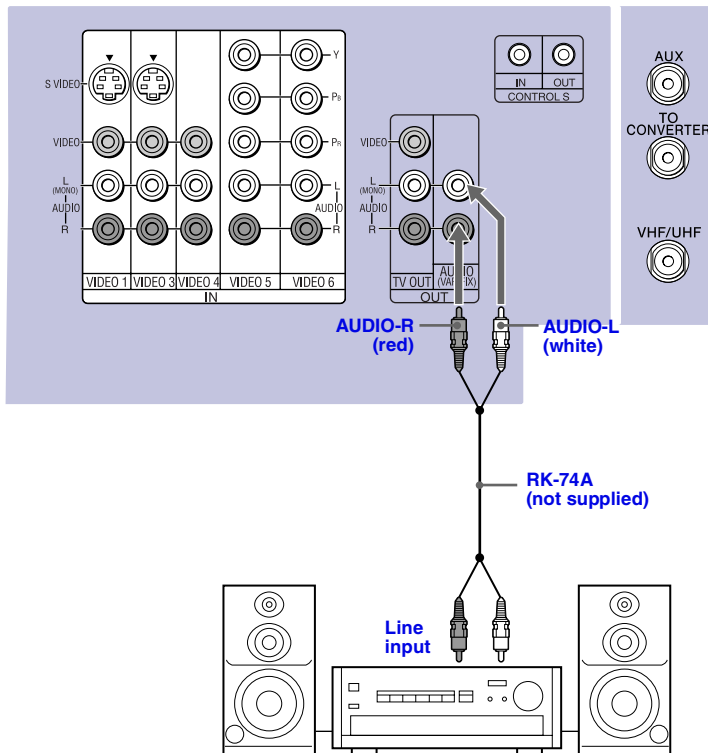 S VIDEO
VIDEO
L
(MONO)
AUDIO
R
Y
PB
PR
L
AUDIO
R
VIDEO 1
VIDEO 3
VIDEO 4
VIDEO 5
VIDEO 6
IN
VIDEO
L
(MONO)
AUDIO
R
TV OUT
AUDIO
OUT
IN
OUT
CONTROL S
AUX
TO
CONVERTER
VHF/UHF
AUDIO-R
(red)
AUDIO-L
(white)
RK-74A
(not supplied)
Line
input